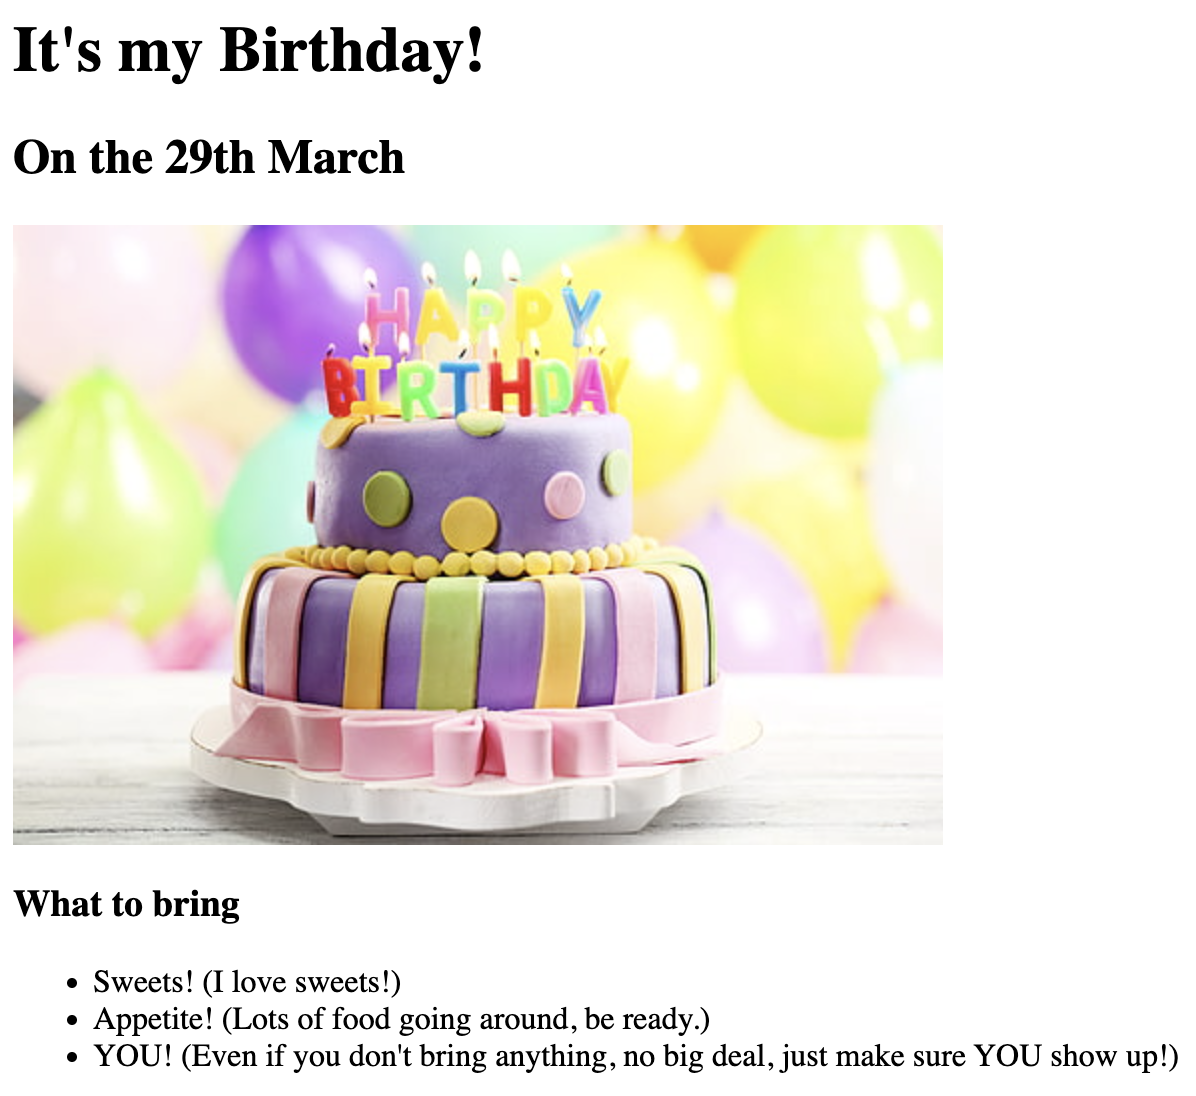 It's my Birthday!
On the 29th March
HAPPY
BIRTHDAY
What to bring
Sweets! (I love sweets!)
Appetite! (Lots of food going around, be ready.)
YOU! (Even if you don't bring anything, no big deal, just make sure YOU show up!)